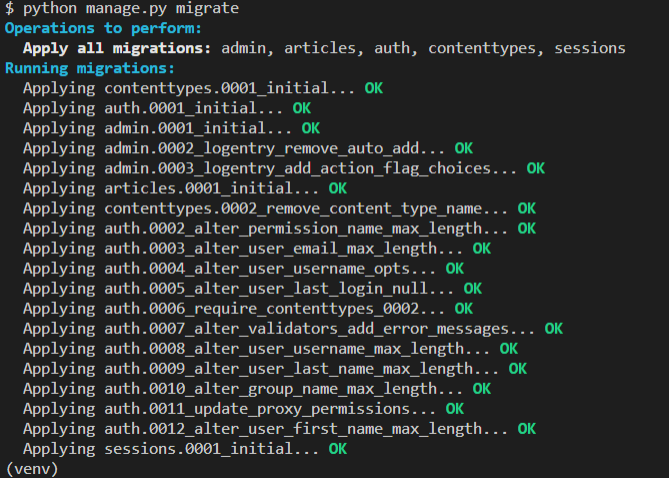 $ python manage.py migrate
Operations to perform:
  Apply all migrations: admin, articles, auth, contenttypes, sessions
Running migrations:
  Applying contenttypes.0001_initial... OK
  Applying auth.0001_initial... OK
  Applying admin.0001_initial... OK
  Applying admin.0002_logentry_remove_auto_add... OK
  Applying admin.0003_logentry_add_action_flag_choices... OK
  Applying articles.0001_initial... OK
  Applying contenttypes.0002_remove_content_type_name... OK
  Applying auth.0002_alter_permission_name_max_length... OK
  Applying auth.0003_alter_user_email_max_length... OK
  Applying auth.0004_alter_user_username_opts... OK
  Applying auth.0005_alter_user_last_login_null... OK
  Applying auth.0006_require_contenttypes_0002... OK
  Applying auth.0007_alter_validators_add_error_messages... OK
  Applying auth.0008_alter_user_username_max_length... OK
  Applying auth.0009_alter_user_last_name_max_length... OK
  Applying auth.0010_alter_group_name_max_length... OK
  Applying auth.0011_update_proxy_permissions... OK
  Applying auth.0012_alter_user_first_name_max_length... OK
  Applying sessions.0001_initial... OK
(venv)